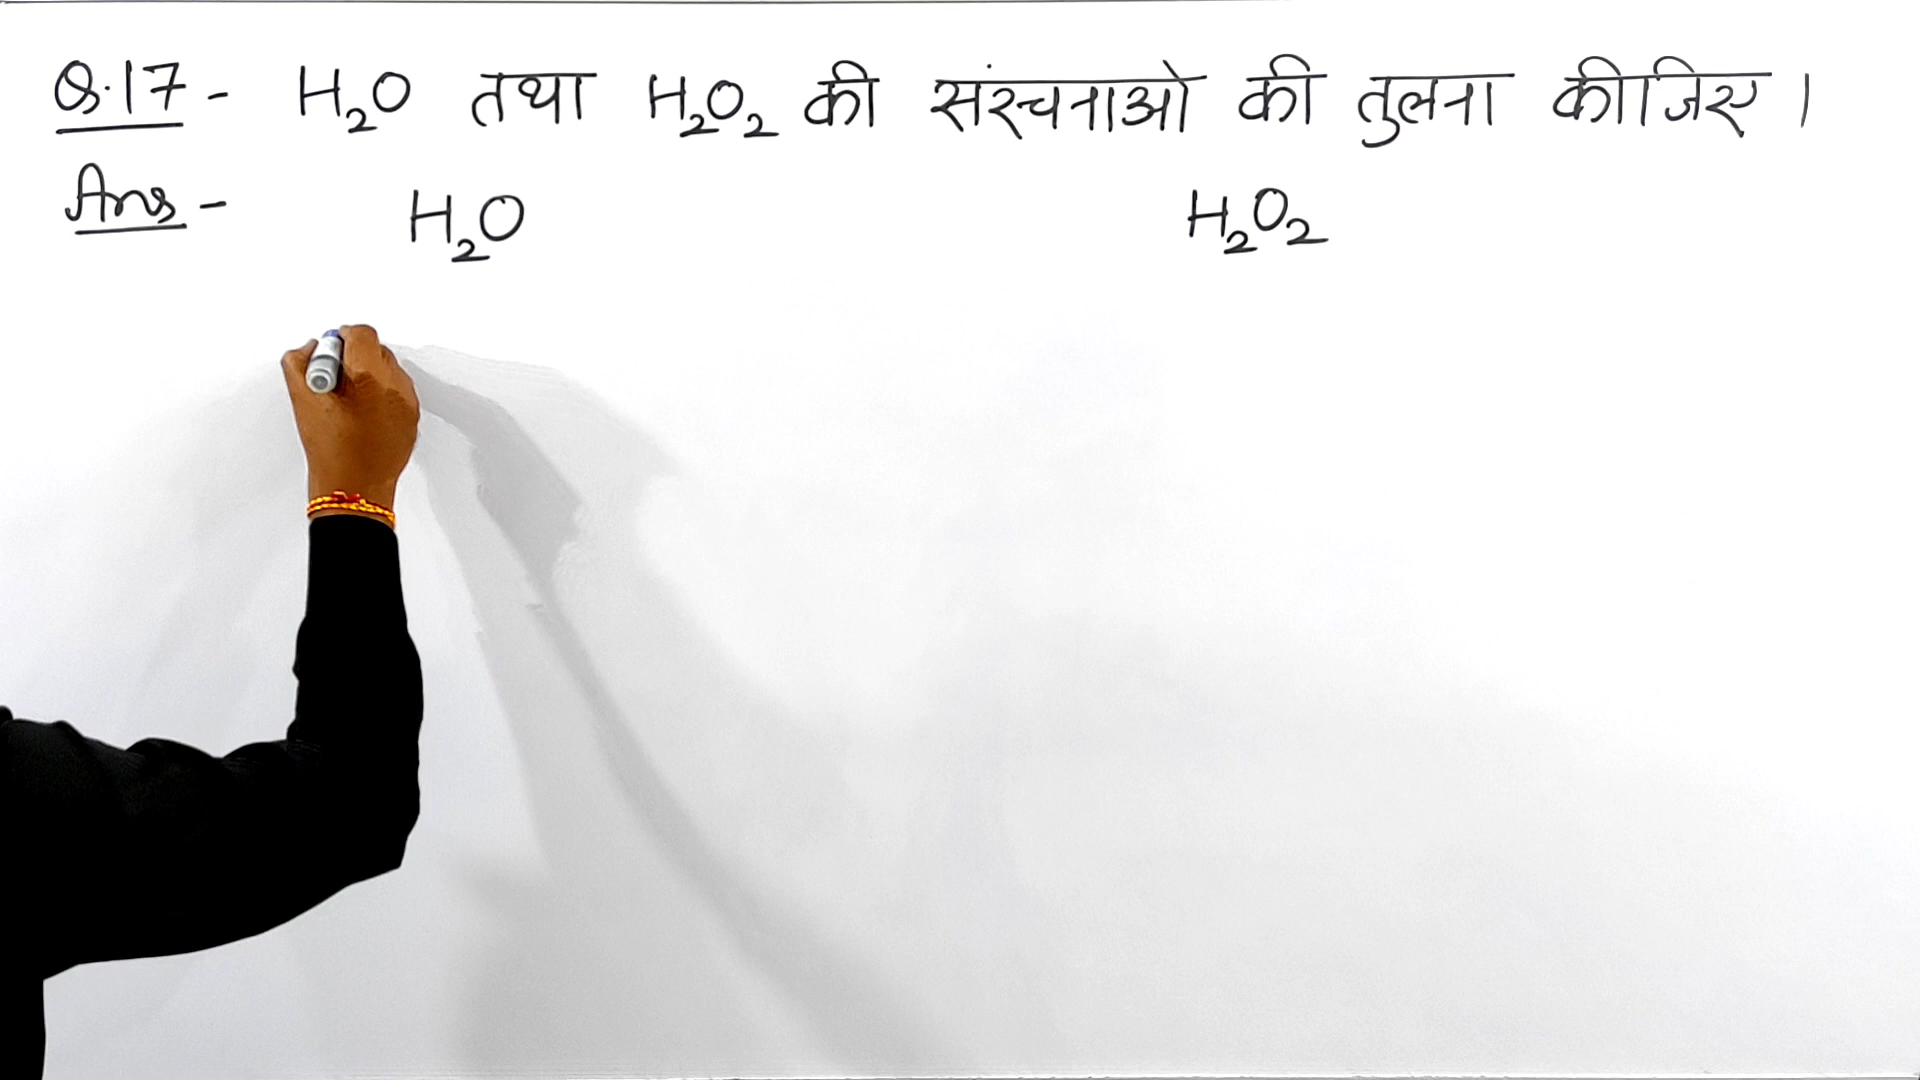 Q.17 - H₂O तथा H₂O₂ की संरचनाओ की तुलना कीजिए ।
Ans - H₂O H₂O₂